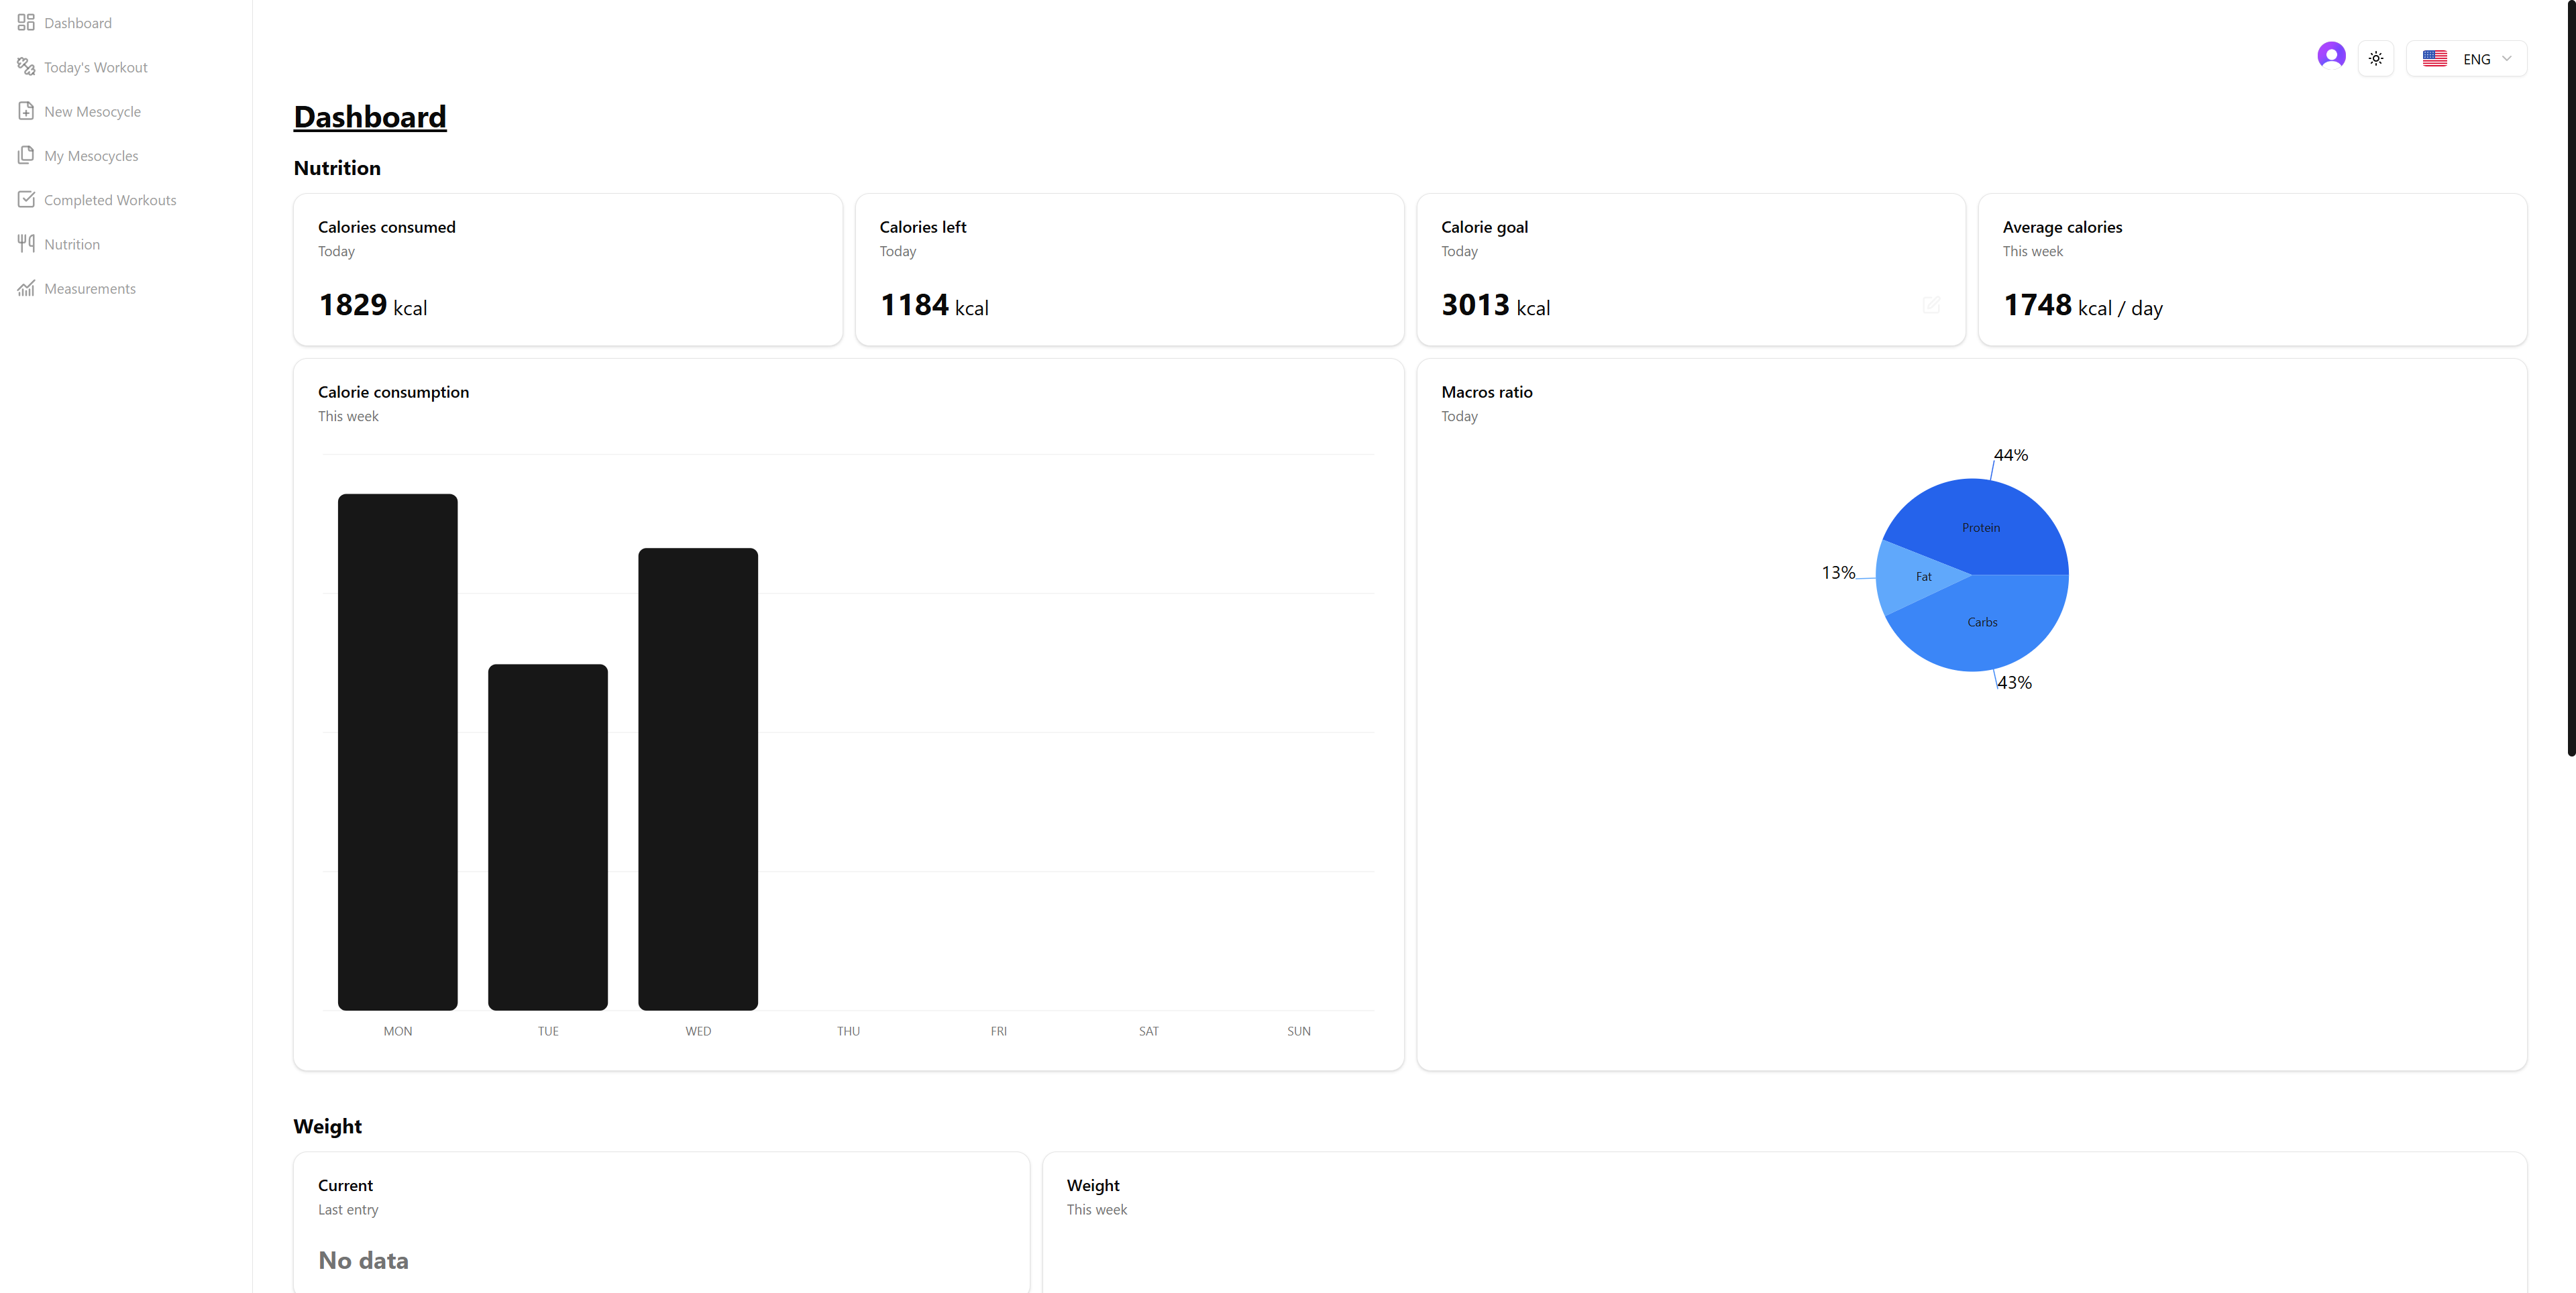 Dashboard
Today's Workout
New Mesocycle
My Mesocycles
Completed Workouts
Nutrition
Measurements
ENG
Dashboard
Nutrition
Calories consumed
Today
1829 kcal
Calories left
Today
1184 kcal
Calorie goal
Today
3013 kcal
Average calories
This week
1748 kcal / day
Calorie consumption
This week
MON TUE WED THU FRI SAT SUN
Macros ratio
Today
44%
Protein
13%
Fat
Carbs
43%
Weight
Current
Last entry
No data
Weight
This week